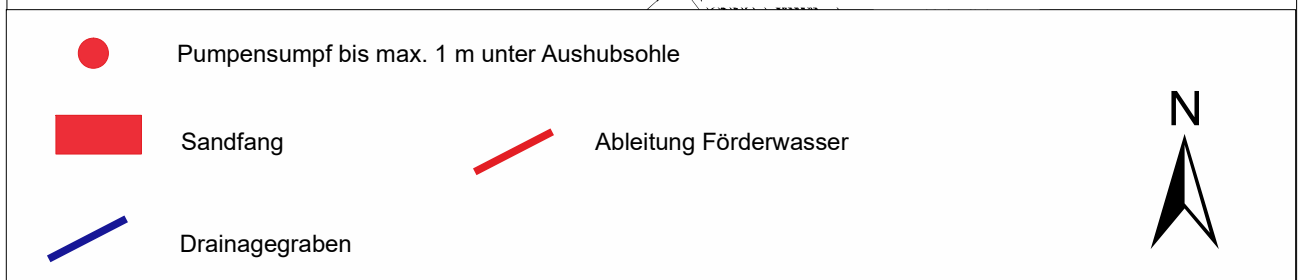 Pumpensumpf bis max. 1 m unter Aushubsohle
Sandfang
Ableitung Förderwasser
N
Drainagegraben